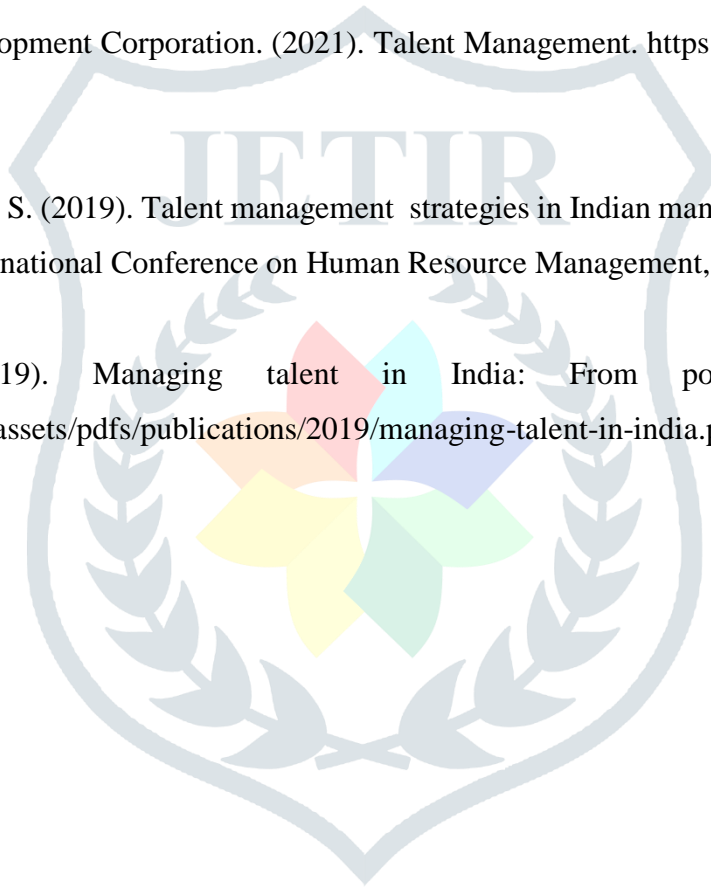 opment Corporation. (2021). Talent Management. https
JETIR
S. (2019). Talent management strategies in Indian man
national Conference on Human Resource Management,
19). Managing talent in India: From po
assets/pdfs/publications/2019/managing-talent-in-india.p